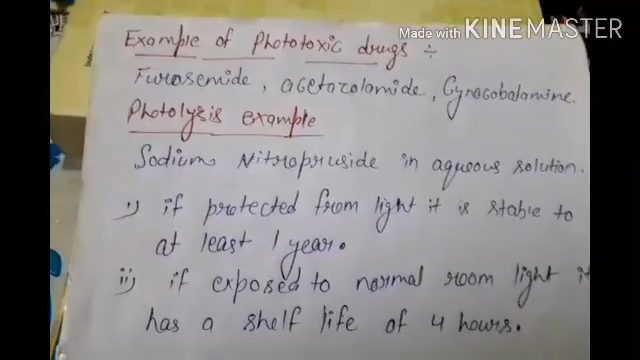 Made with KINEMASTER
Example of Phototoxic drugs ÷
Furosemide, acetazolamide, Cynacobalamine.
Photolysis example
Sodium Nitropruside in aqueous solution.
i) if protected from light it is stable to
at least 1 year.
ii) if exposed to normal room light it
has a shelf life of 4 hours.